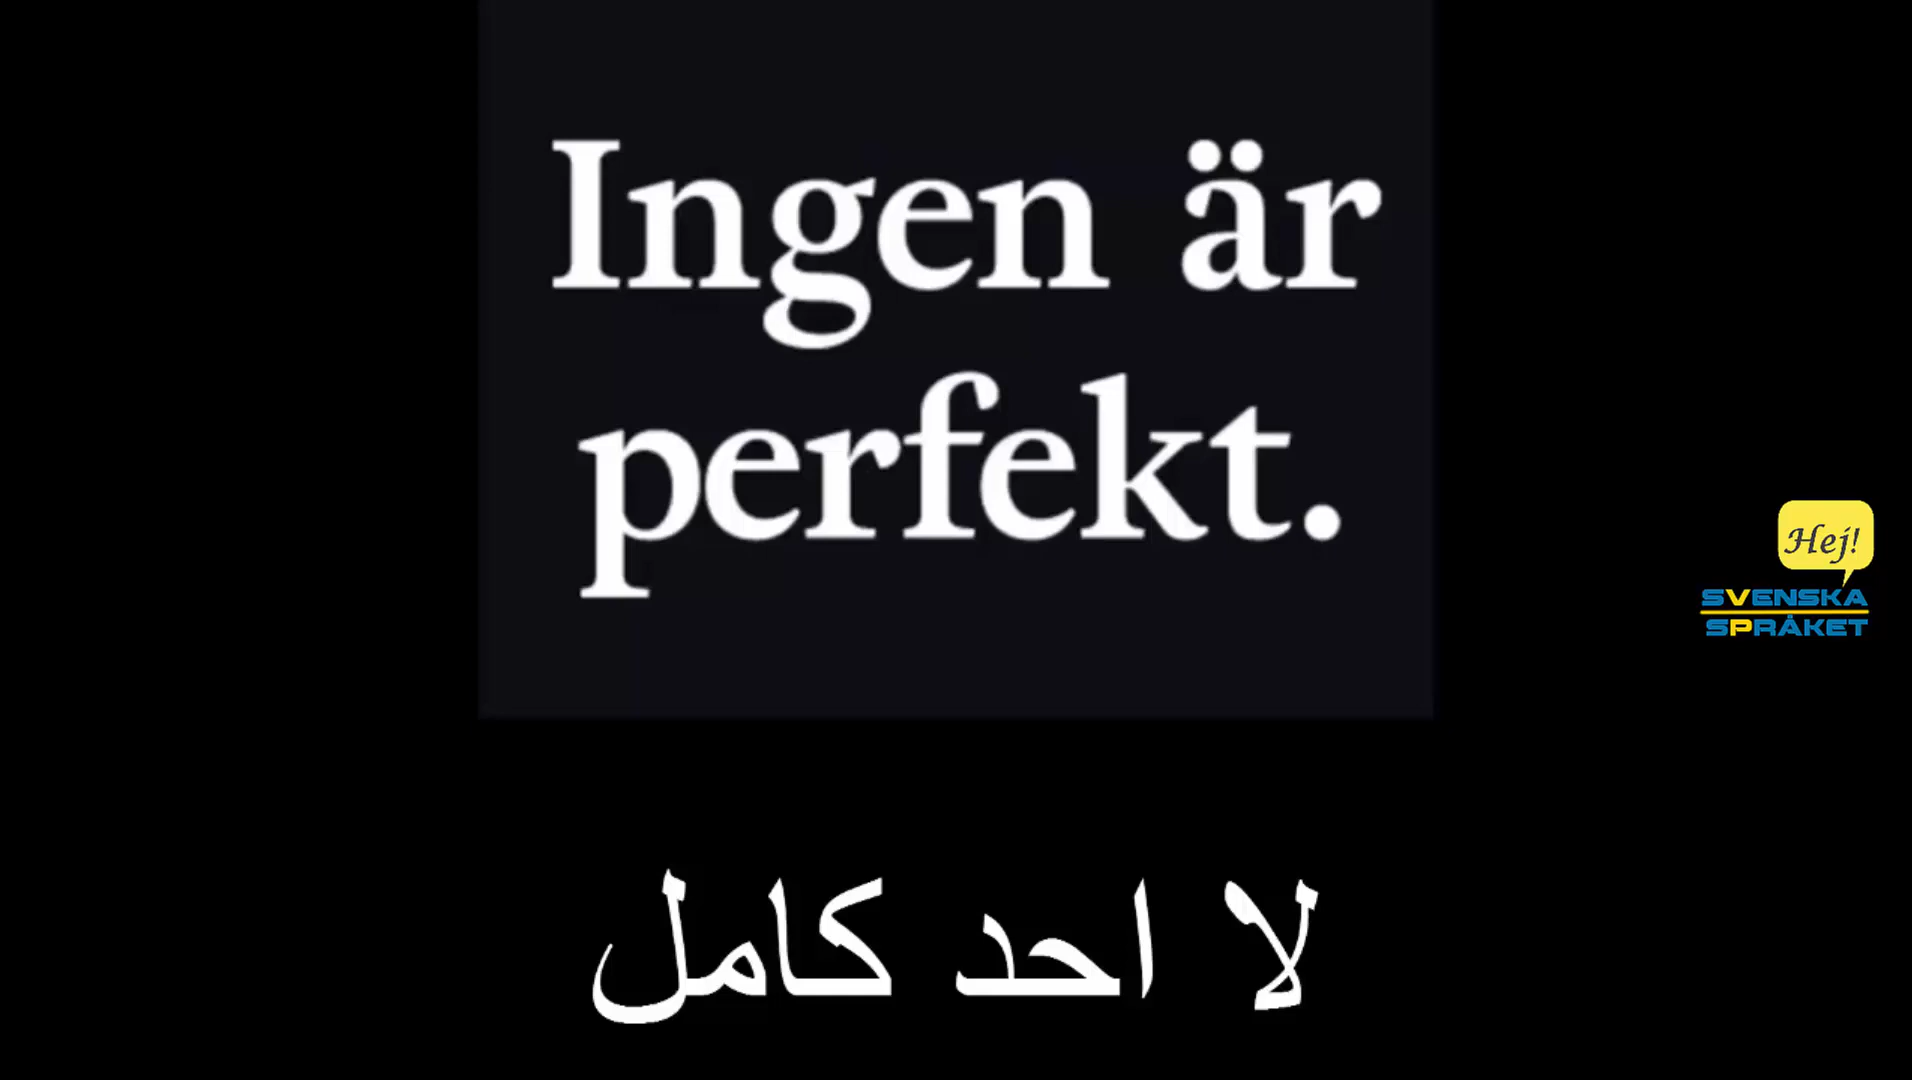 Ingen är
perfekt.
Hej!
SVENSKA
SPRÅKET
لا احد كامل